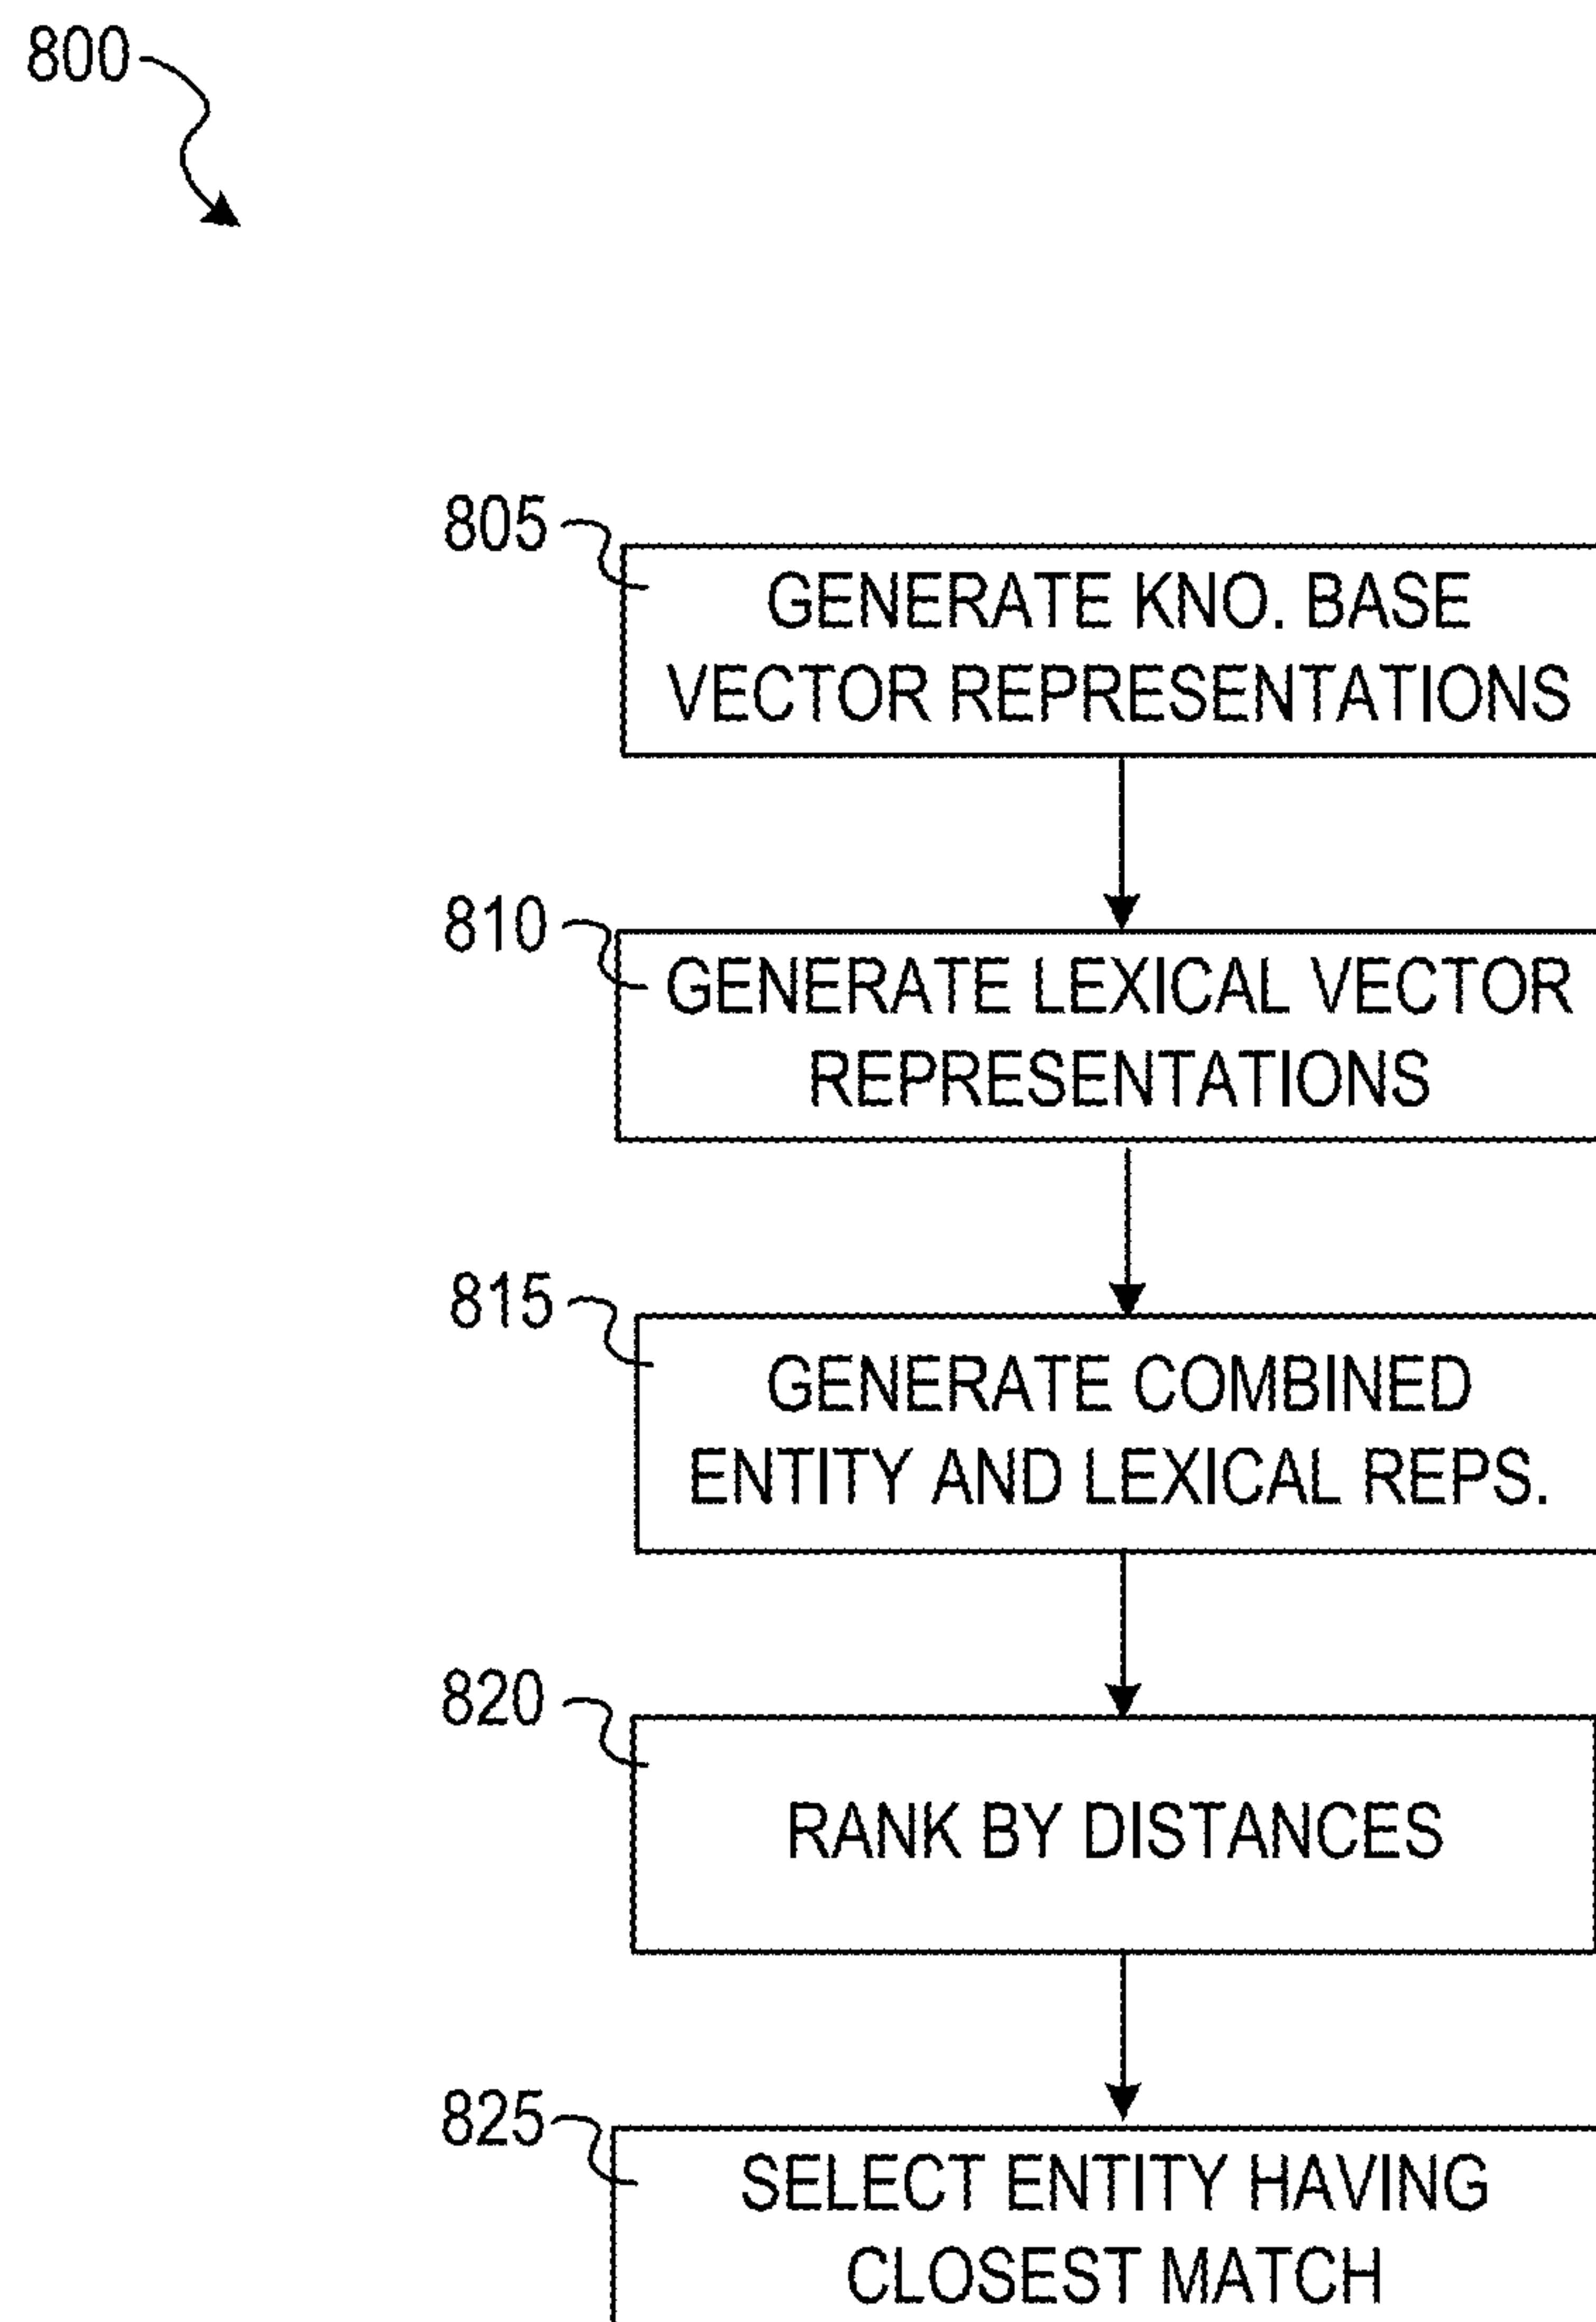 800
805
GENERATE KNO. BASE
VECTOR REPRESENTATIONS
810
GENERATE LEXICAL VECTOR
REPRESENTATIONS
815
GENERATE COMBINED
ENTITY AND LEXICAL REPS.
820
RANK BY DISTANCES
825
SELECT ENTITY HAVING
CLOSEST MATCH